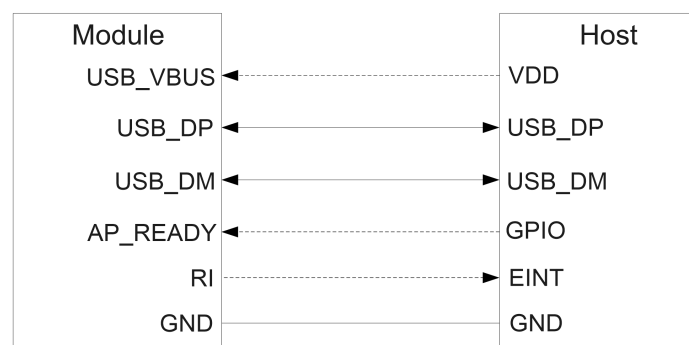 Module Host
USB_VBUS VDD
USB_DP USB_DP
USB_DM USB_DM
AP_READY GPIO
RI EINT
GND GND